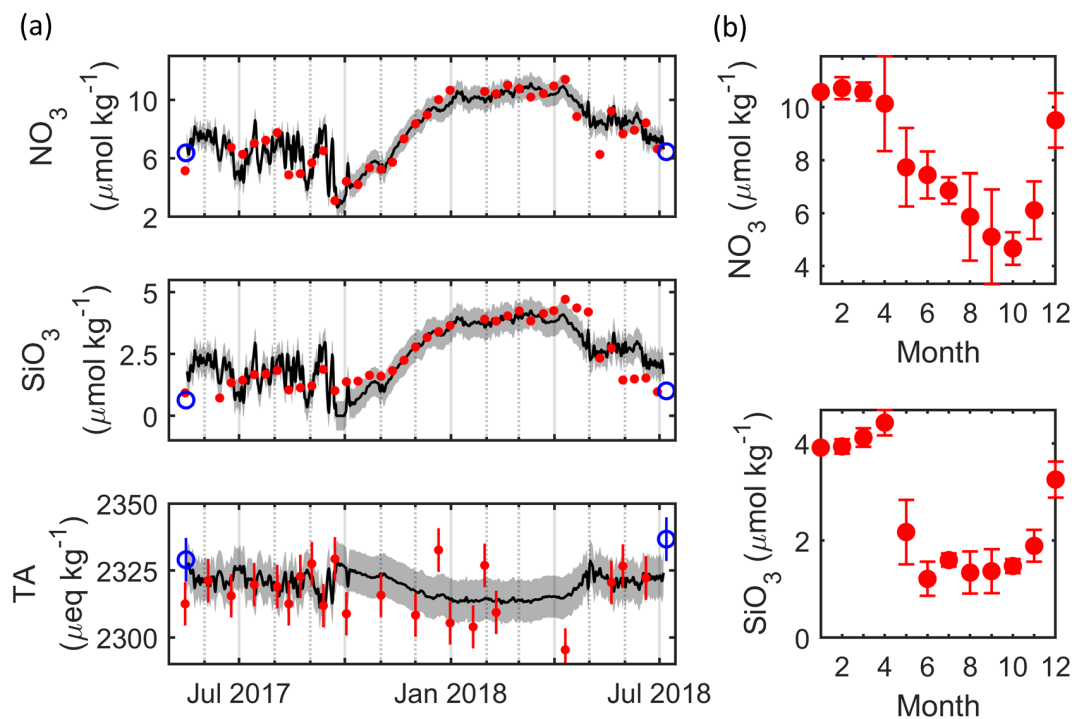 (a)
NO3
(μmol kg-1)
10
6
2
SiO3
(μmol kg-1)
5
2.5
0
TA
(μeq kg-1)
2350
2325
2300
Jul 2017
Jan 2018
Jul 2018
(b)
NO3 (μmol kg-1)
10
8
6
4
2 4 6 8 10 12
Month
SiO3 (μmol kg-1)
4
2
0
2 4 6 8 10 12
Month